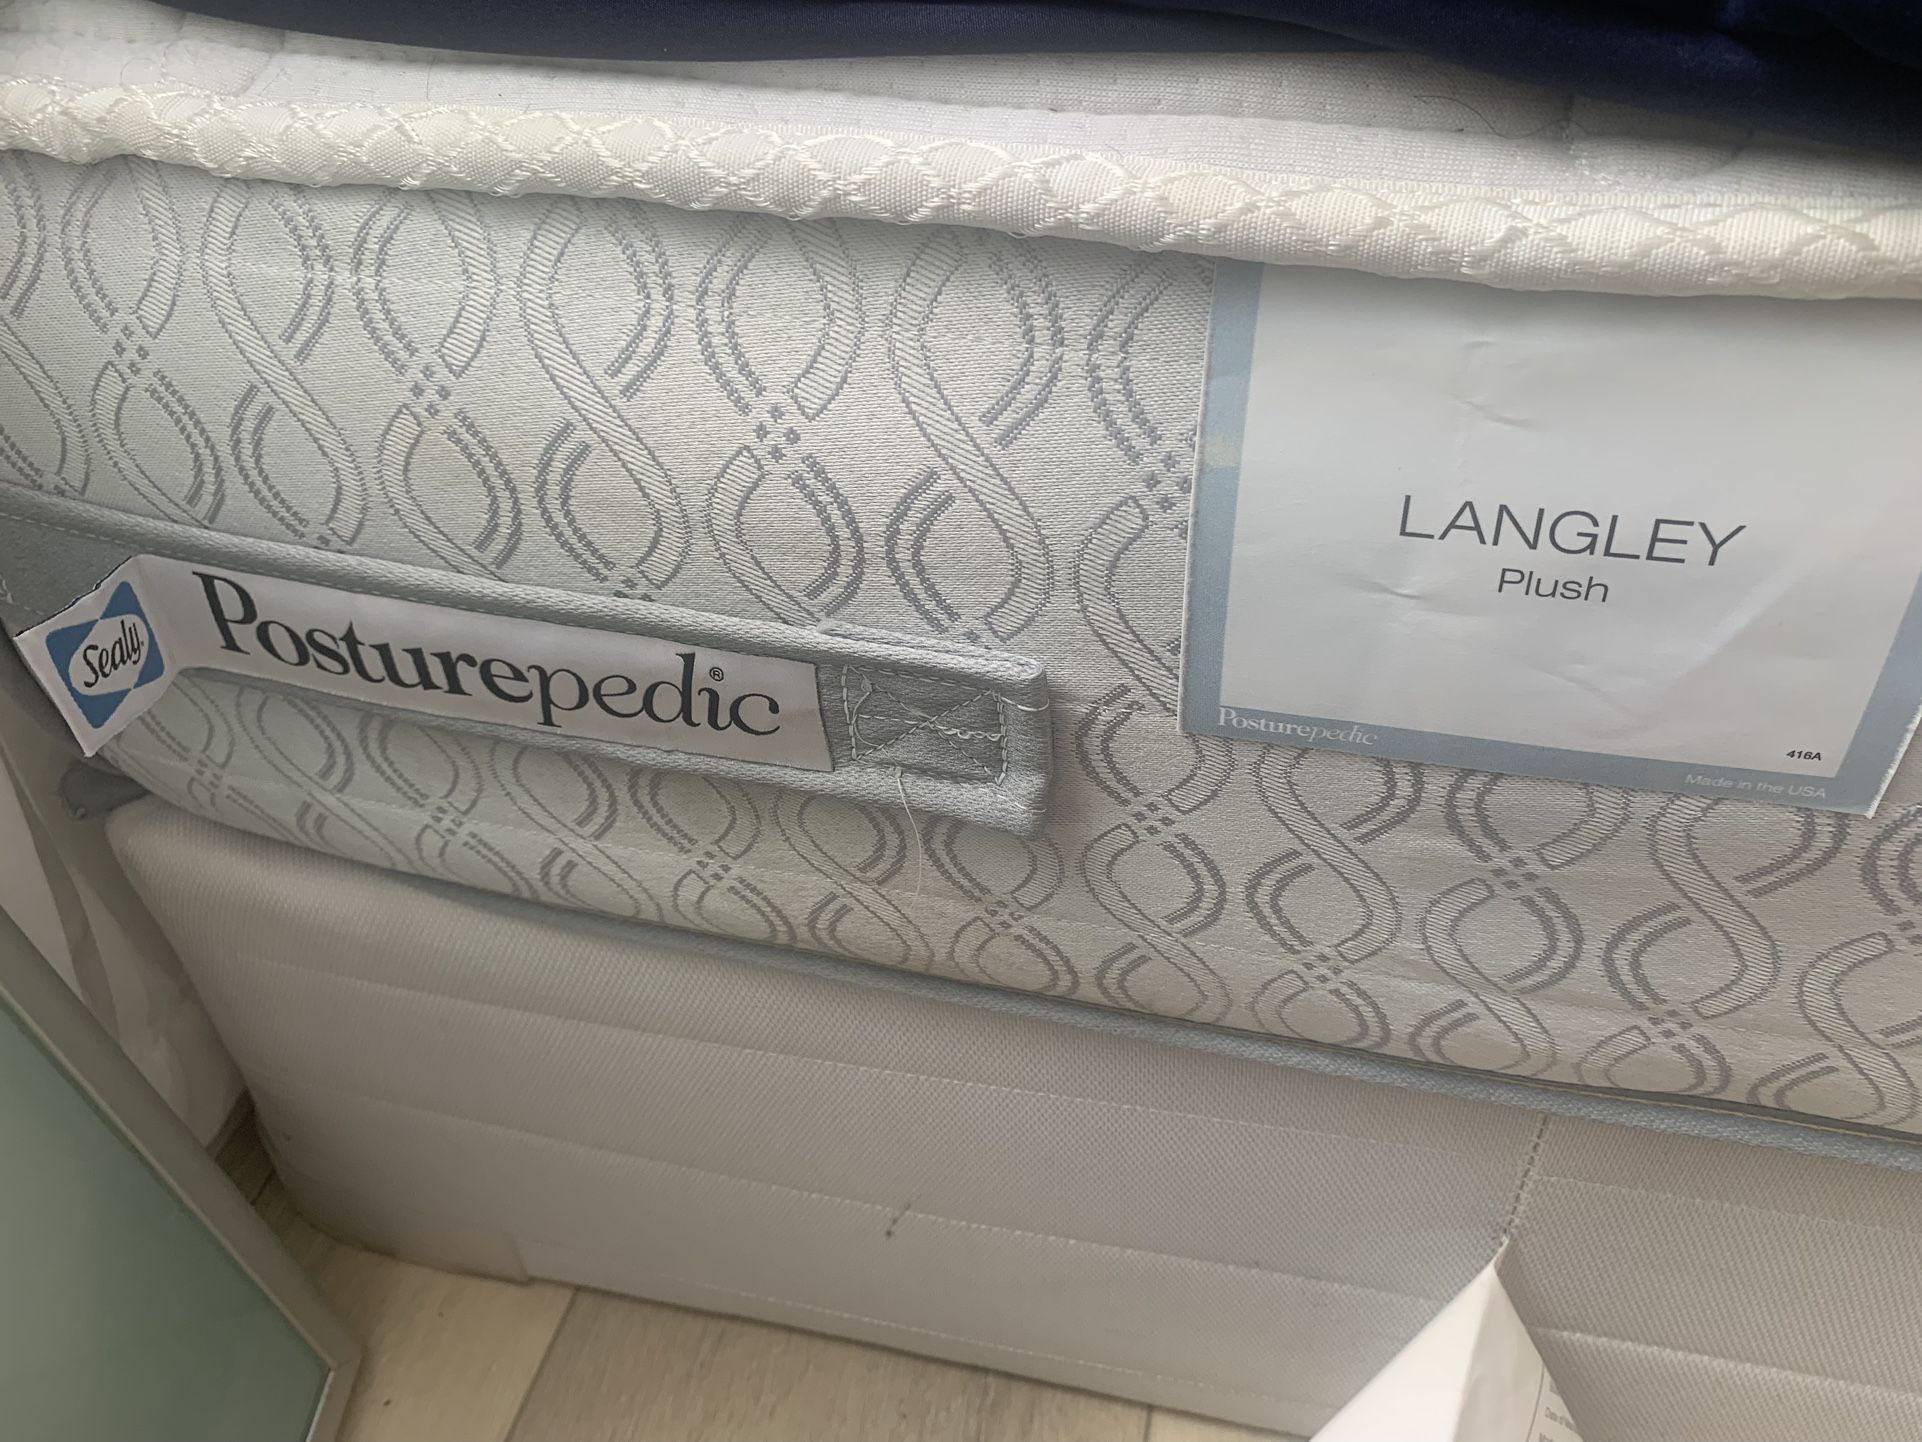 LANGLEY
Plush
Sealy
Posturepedic®
Posturepedic
416A
Made in the USA